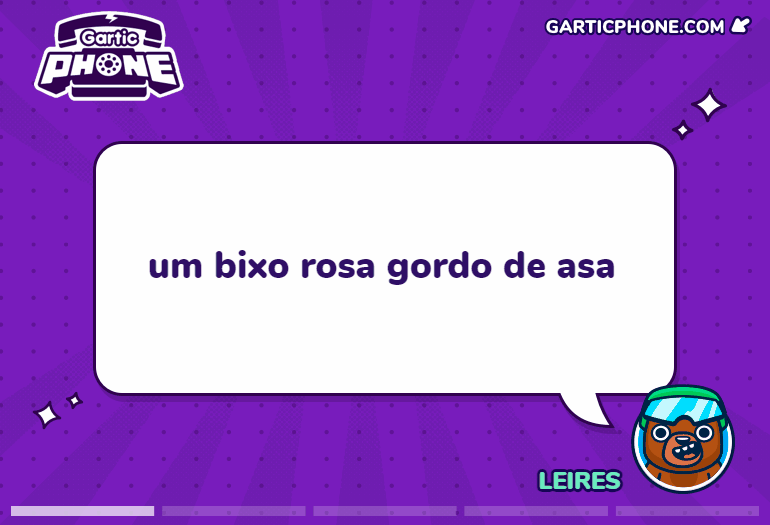 Gartic
PHONE
GARTICPHONE.COM
um bixo rosa gordo de asa
LEIRES